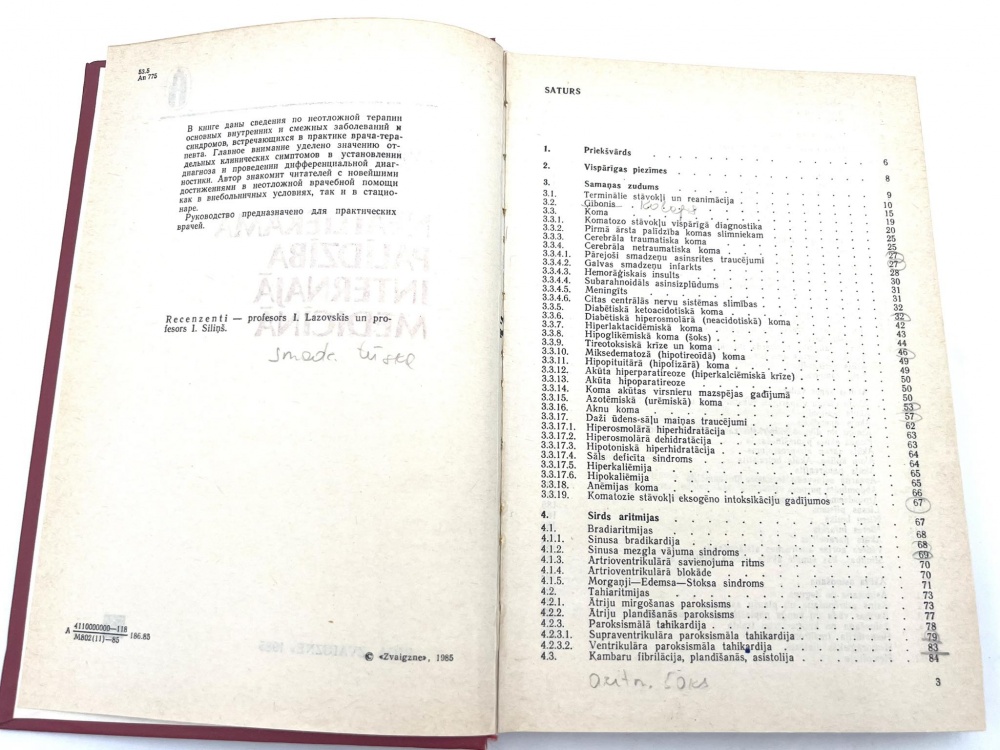 53.5
Ап 775
В книге даны сведения по неотложной терапии
основных внутренних и смежных заболеваний и
синдромов, встречающихся в практике врача-тера-
певта. Главное внимание уделено значению от-
дельных клинических симптомов в установлении
диагноза и проведении дифференциальной диаг-
ностики. Автор знакомит читателей с новейшими
достижениями в неотложной врачебной помощи
как в внебольничных условиях, так и в стацио-
наре.
Руководство предназначено для практических
врачей.
Recenzenti — profesors I. Lazovskis un pro-
fesors I. Siliņš.
smada tūska
А 4110000000—118
М802(11)—85 186.85
© «Zvaigzne», 1985
SATURS
1. Priekšvārds 6
2. Vispārīgas piezīmes 8
3. Samaņas zudums 9
3.1. Terminālie stāvokļi un reanimācija 10
3.2. Ģībonis 19
3.3. Koma 20
3.3.1. Komatozo stāvokļu vispārīgā diagnostika 20
3.3.2. Pirmā ārsta palīdzība komas slimniekam 25
3.3.3. Cerebrāla traumatiska koma 25
3.3.4. Cerebrāla netraumatiska koma 27
3.3.4.1. Pārejoši smadzeņu asinsrites traucējumi 27
3.3.4.2. Galvas smadzeņu infarkts 28
3.3.4.3. Hemorāģiskais insults 30
3.3.4.4. Subarahnoidāls asinsizplūdums 31
3.3.4.5. Meningīts 31
3.3.4.6. Citas centrālās nervu sistēmas slimības 32
3.3.5. Diabētiskā ketoacidotiskā koma 32
3.3.6. Diabētiskā hiperosmolārā (neacidotiskā) koma 42
3.3.7. Hiperlaktacidēmiskā koma 43
3.3.8. Hipoglikēmiskā koma (šoks) 44
3.3.9. Tireotoksiskā krīze un koma 46
3.3.10. Miksedematozā (hipotireoīdā) koma 49
3.3.11. Hipopituitārā (hipofizārā) koma 49
3.3.12. Akūta hiperparatireoze (hiperkalciēmiskā krīze) 50
3.3.13. Akūta hipoparatireoze 50
3.3.14. Koma akūtas virsnieru mazspējas gadījumā 53
3.3.15. Azotēmiskā (urēmiskā) koma 57
3.3.16. Aknu koma 62
3.3.17. Daži ūdens-sāļu maiņas traucējumi 63
3.3.17.1. Hiperosmolārā hiperhidratācija 63
3.3.17.2. Hiperosmolārā dehidratācija 64
3.3.17.3. Hipotoniskā hiperhidratācija 64
3.3.17.4. Sāls deficīta sindroms 65
3.3.17.5. Hiperkaliēmija 65
3.3.17.6. Hipokaliēmija 66
3.3.18. Anēmijas koma 67
3.3.19. Komatozie stāvokļi eksogēno intoksikāciju gadījumos 67
4. Sirds aritmijas 68
4.1. Bradiaritmijas 68
4.1.1. Sinusa bradikardija 69
4.1.2. Sinusa mezgla vājuma sindroms 70
4.1.3. Artrioventrikulārā savienojuma ritms 70
4.1.4. Artrioventrikulārā blokāde 71
4.1.5. Morgaņji—Edemsa—Stoksa sindroms 73
4.2. Tahiaritmijas 73
4.2.1. Ātriju mirgošanas paroksisms 77
4.2.2. Ātriju plandīšanās paroksisms 78
4.2.3. Paroksismālā tahikardija 79
4.2.3.1. Supraventrikulāra paroksismāla tahikardija 83
4.2.3.2. Ventrikulāra paroksismāla tahikardija 84
4.3. Kambaru fibrilācija, plandīšanās, asistolija
3